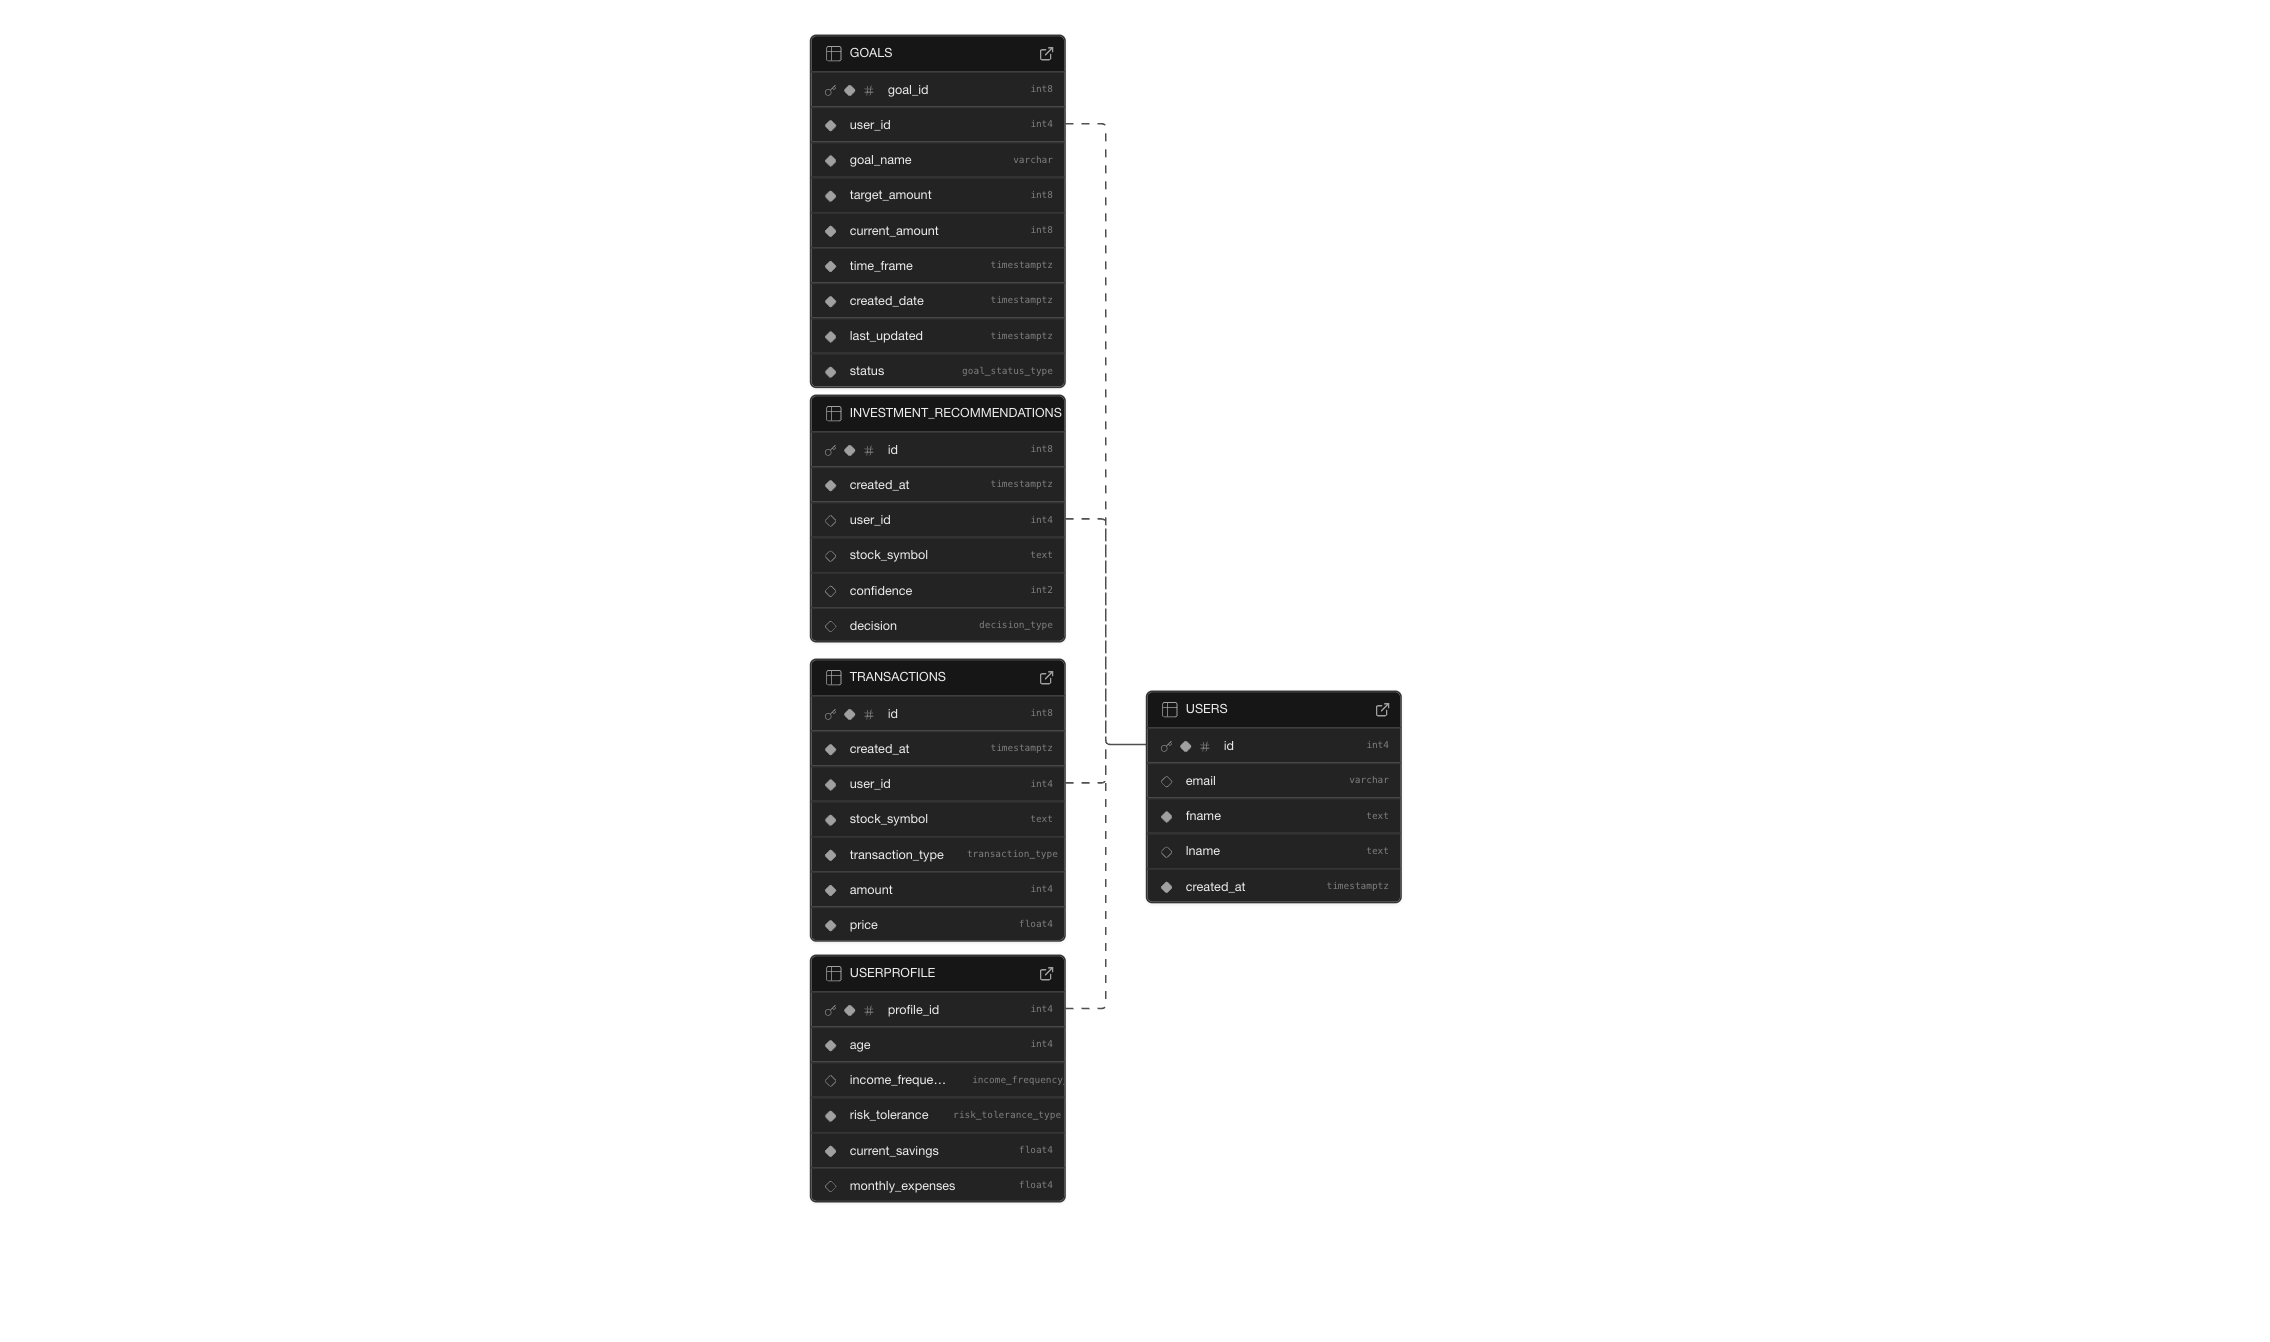 GOALS
# goal_id int8
user_id int4
goal_name varchar
target_amount int8
current_amount int8
time_frame timestamptz
created_date timestamptz
last_updated timestamptz
status goal_status_type
INVESTMENT_RECOMMENDATIONS
# id int8
created_at timestamptz
user_id int4
stock_symbol text
confidence int2
decision decision_type
TRANSACTIONS
# id int8
created_at timestamptz
user_id int4
stock_symbol text
transaction_type transaction_type
amount int4
price float4
USERPROFILE
# profile_id int4
age int4
income_freque... income_frequency
risk_tolerance risk_tolerance_type
current_savings float4
monthly_expenses float4
USERS
# id int4
email varchar
fname text
lname text
created_at timestamptz